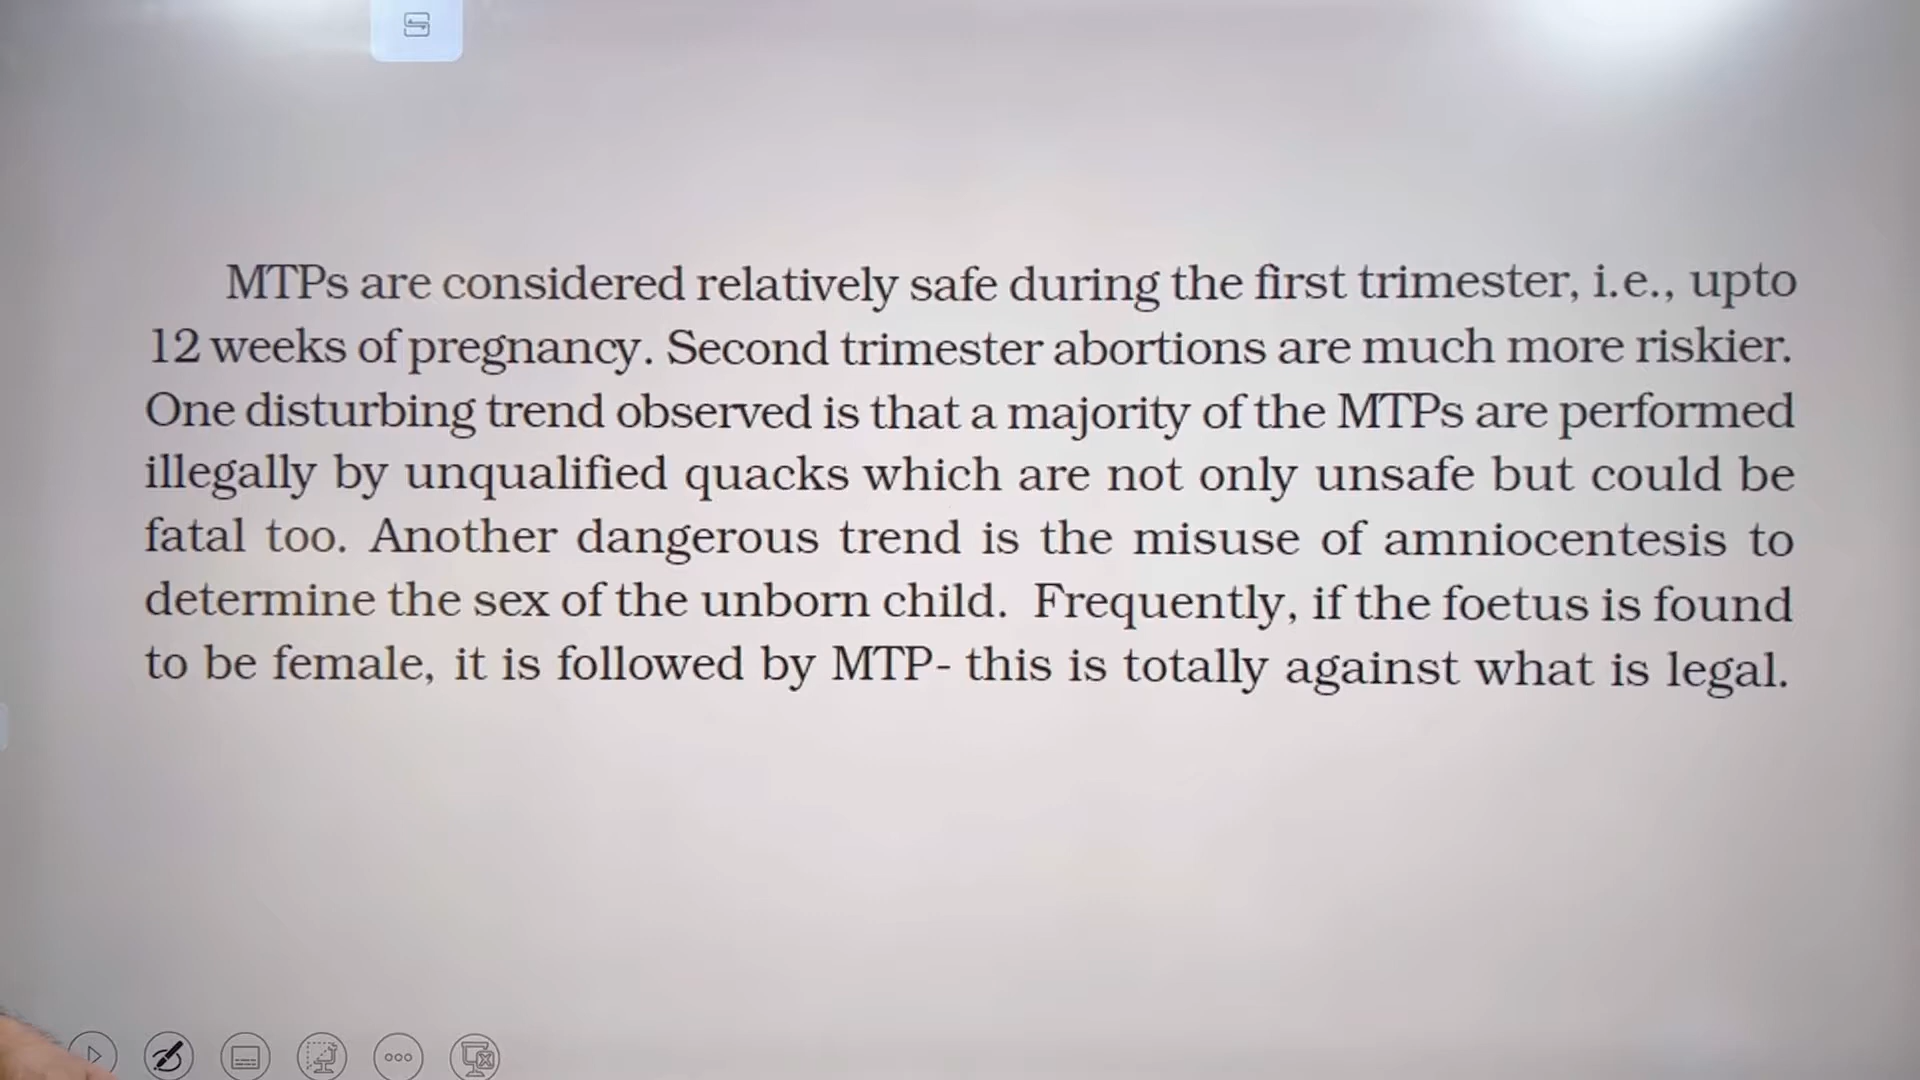 MTPs are considered relatively safe during the first trimester, i.e., upto
12 weeks of pregnancy. Second trimester abortions are much more riskier.
One disturbing trend observed is that a majority of the MTPs are performed
illegally by unqualified quacks which are not only unsafe but could be
fatal too. Another dangerous trend is the misuse of amniocentesis to
determine the sex of the unborn child. Frequently, if the foetus is found
to be female, it is followed by MTP- this is totally against what is legal.